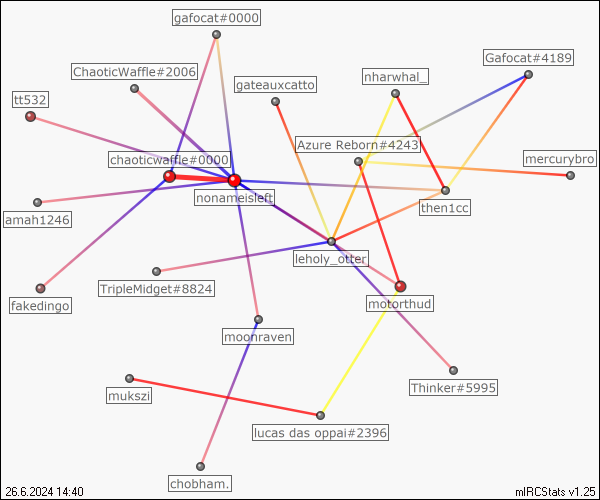 gafocat#0000
ChaoticWaffle#2006
Gafocat#4189
nharwhal_
gateauxcatto
tt532
Azure Reborn#4243
chaoticwaffle#0000
mercurybro
nonameisleft
then1cc
amah1246
leholy_otter
TripleMidget#8824
motorthud
fakedingo
moonraven
Thinker#5995
mukszi
lucas das oppai#2396
chobham.
26.6.2024 14:40
mIRCStats v1.25